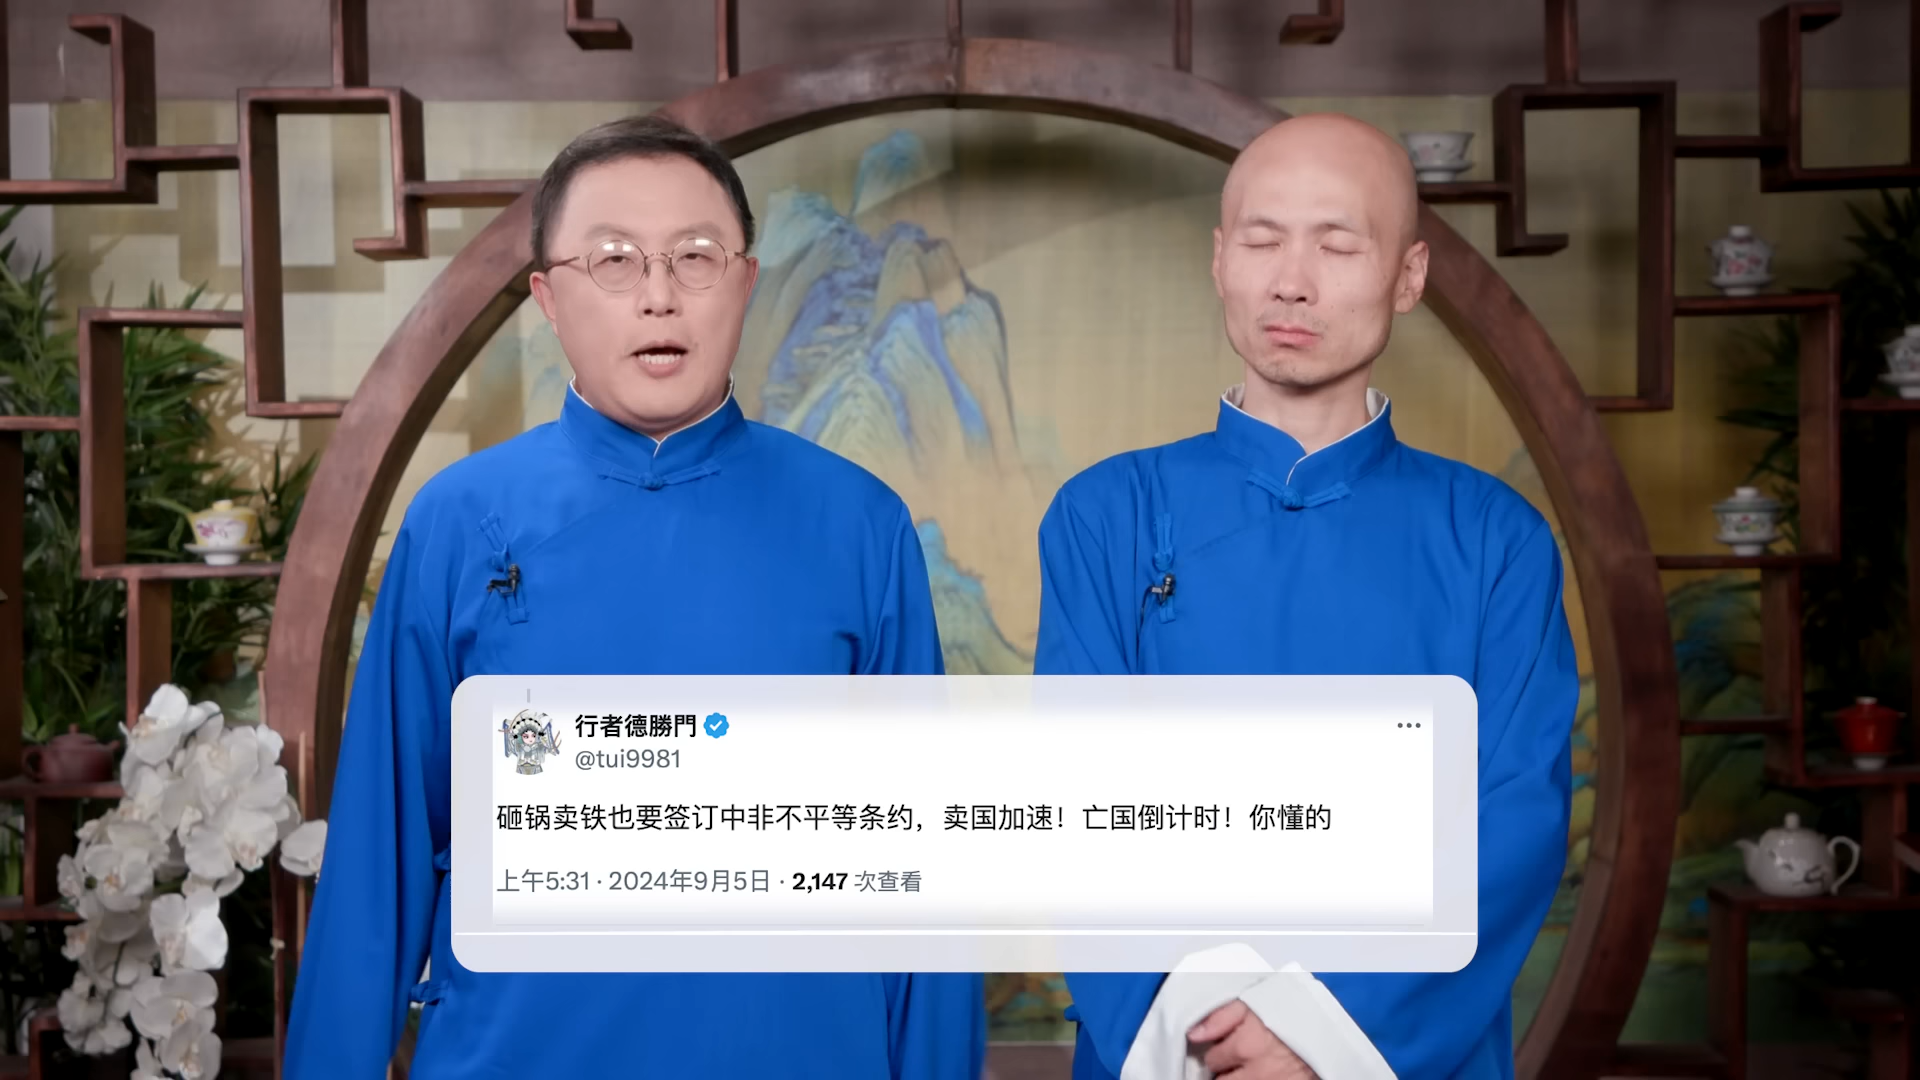 行者德勝門
@tui9981
砸锅卖铁也要签订中非不平等条约，卖国加速！亡国倒计时！你懂的
上午5:31 · 2024年9月5日 · 2,147 次查看